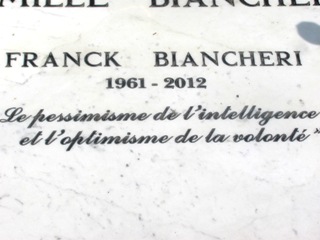 FRANCK BIANCHERI
1961 - 2012
Le pessimisme de l'intelligence
et l'optimisme de la volonté"